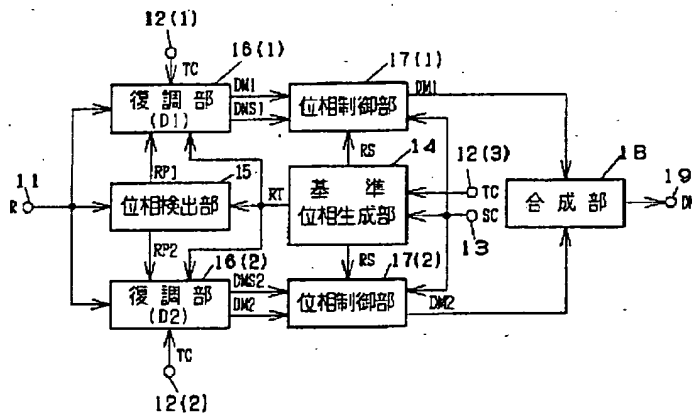 12(1)
TC
16(1)
17(1)
復調部
(D1)
DM1
DMS1
位相制御部
DM1
RP1
15
RS
14
12(3)
18
11
R
位相検出部
RT
基準
位相生成部
TC
SC
13
合成部
19
DM
RP2
16(2)
RS
17(2)
復調部
(D2)
DMS2
DM2
位相制御部
DM2
TC
12(2)